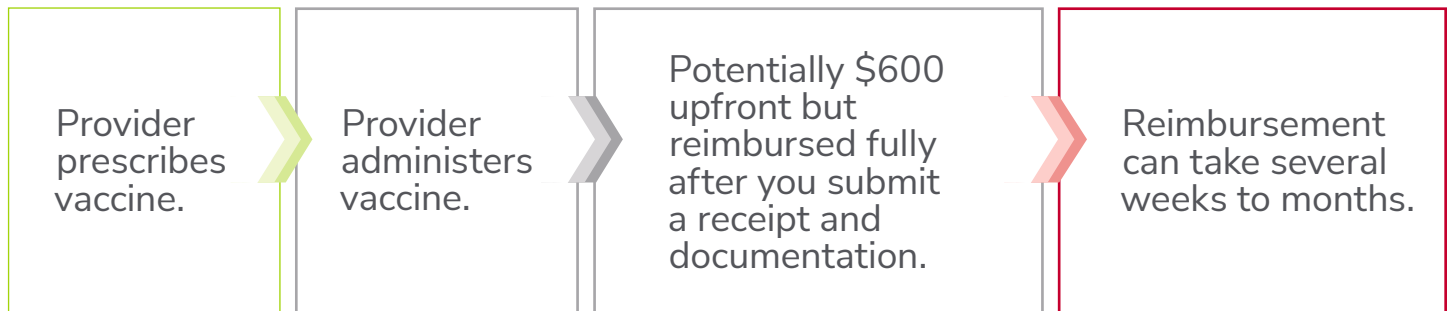 Provider
prescribes
vaccine.
Provider
administers
vaccine.
Potentially $600
upfront but
reimbursed fully
after you submit
a receipt and
documentation.
Reimbursement
can take several
weeks to months.